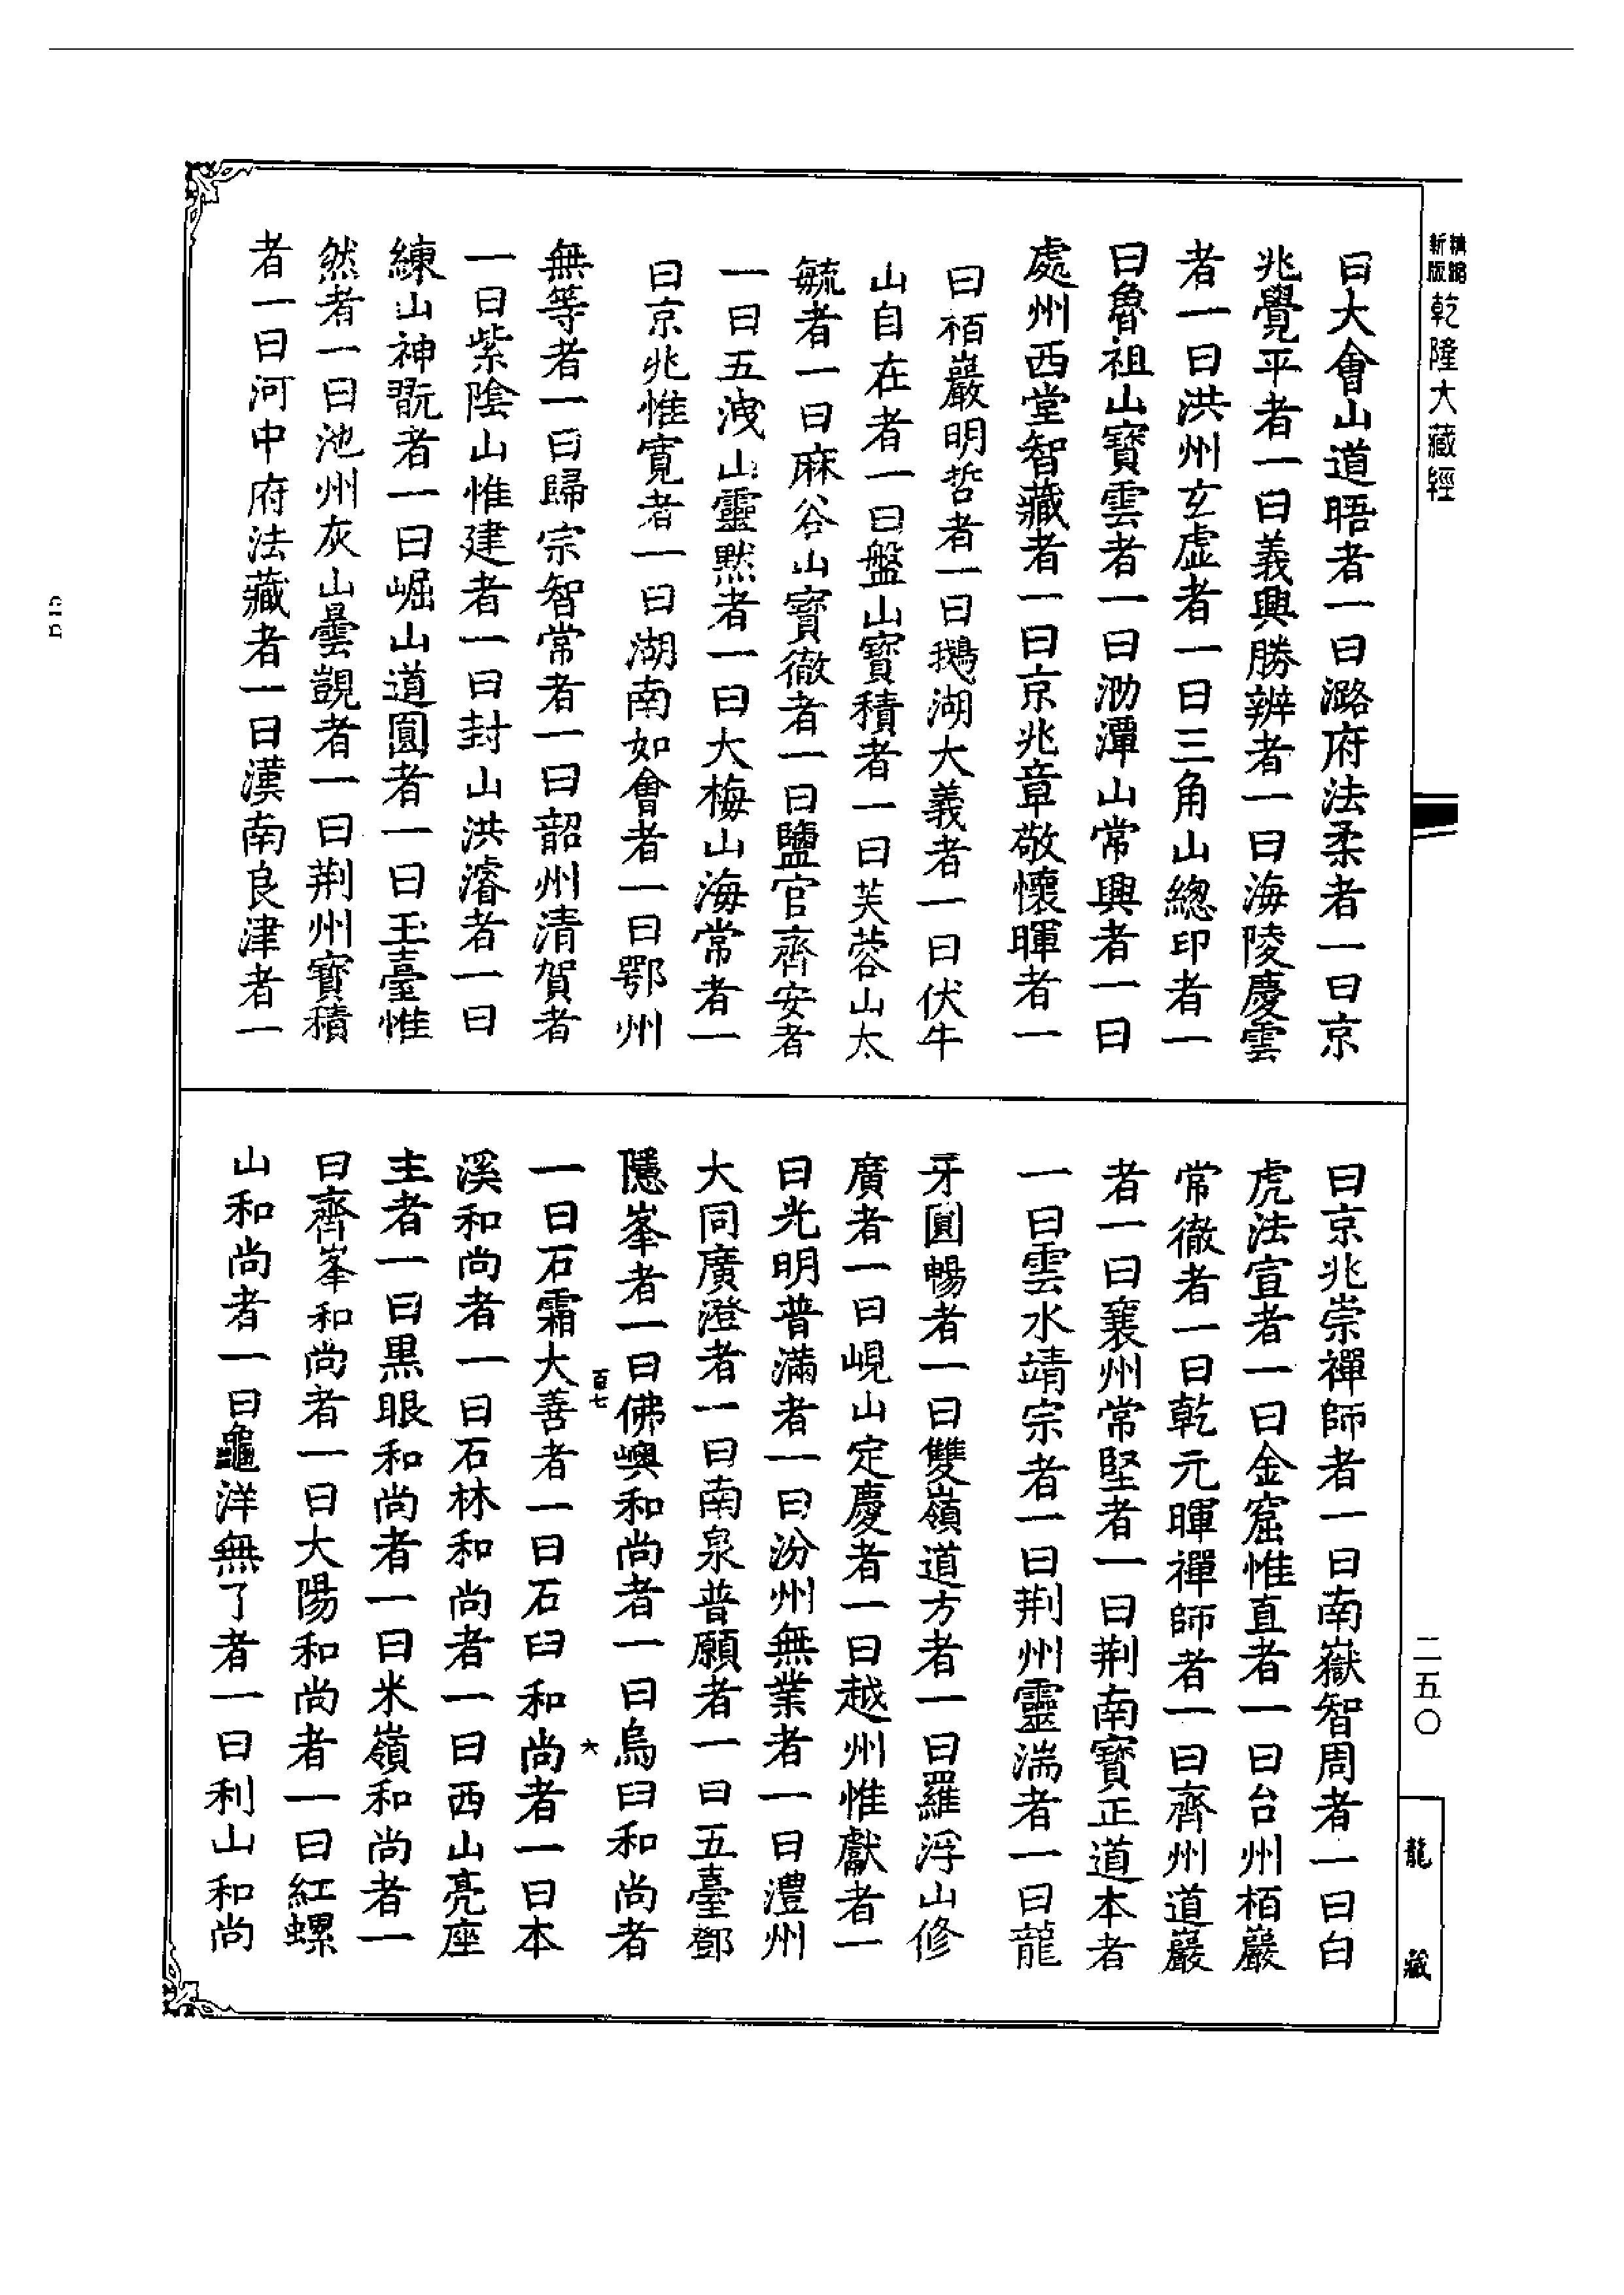 新版精縮乾隆大藏經
曰大會山道晤者一曰潞府法柔者一曰京
兆覺平者一曰義興勝辨者一曰海陵慶雲
者一曰洪州玄虛者一曰三角山總印者一
曰魯祖山寶雲者一曰泐潭山常興者一曰
處州西堂智藏者一曰京兆章敬懷暉者一
曰栢巖明哲者一曰鵝湖大義者一曰伏牛
山自在者一曰盤山寶積者一曰芙蓉山太
毓者一曰麻谷山寶徹者一曰鹽官齊安者
一曰五洩山靈黙者一曰大梅山海常者一
曰京兆惟寬者一曰湖南如會者一曰鄂州
無等者一曰歸宗智常者一曰韶州清賀者
一曰紫陰山惟建者一曰封山洪濬者一曰
練山神翫者一曰崛山道圓者一曰玉臺惟
然者一曰池州灰山曇覬者一曰荆州寶積
者一曰河中府法藏者一曰漢南良津者一
曰京兆崇禪師者一曰南嶽智周者一曰白
虎法宣者一曰金窟惟直者一曰台州栢巖
常徹者一曰乾元暉禪師者一曰齊州道巖
者一曰襄州常堅者一曰荆南寶正道本者
一曰雲水靖宗者一曰荆州靈湍者一曰龍
牙圓暢者一曰雙嶺道方者一曰羅浮山修
廣者一曰峴山定慶者一曰越州惟獻者一
曰光明普滿者一曰汾州無業者一曰澧州
大同廣澄者一曰南泉普願者一曰五臺鄧
隱峯者一曰佛嶼和尚者一曰烏臼和尚者
百七 六
一曰石霜大善者一曰石臼和尚者一曰本
溪和尚者一曰石林和尚者一曰西山亮座
主者一曰黒眼和尚者一曰米嶺和尚者一
曰齊峯和尚者一曰大陽和尚者一曰紅螺
山和尚者一曰龜洋無了者一曰利山和尚
二五〇
龍藏